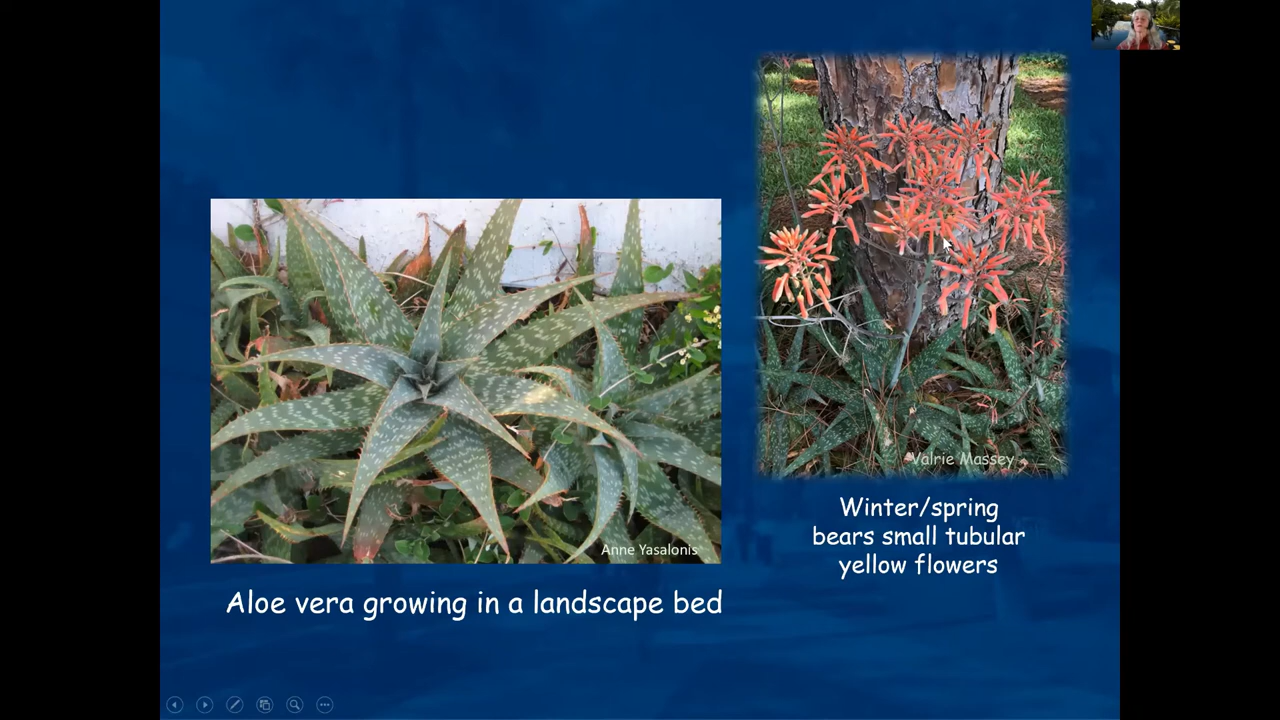 Valrie Massey
Winter/spring
bears small tubular
yellow flowers
Anne Yasalonis
Aloe vera growing in a landscape bed